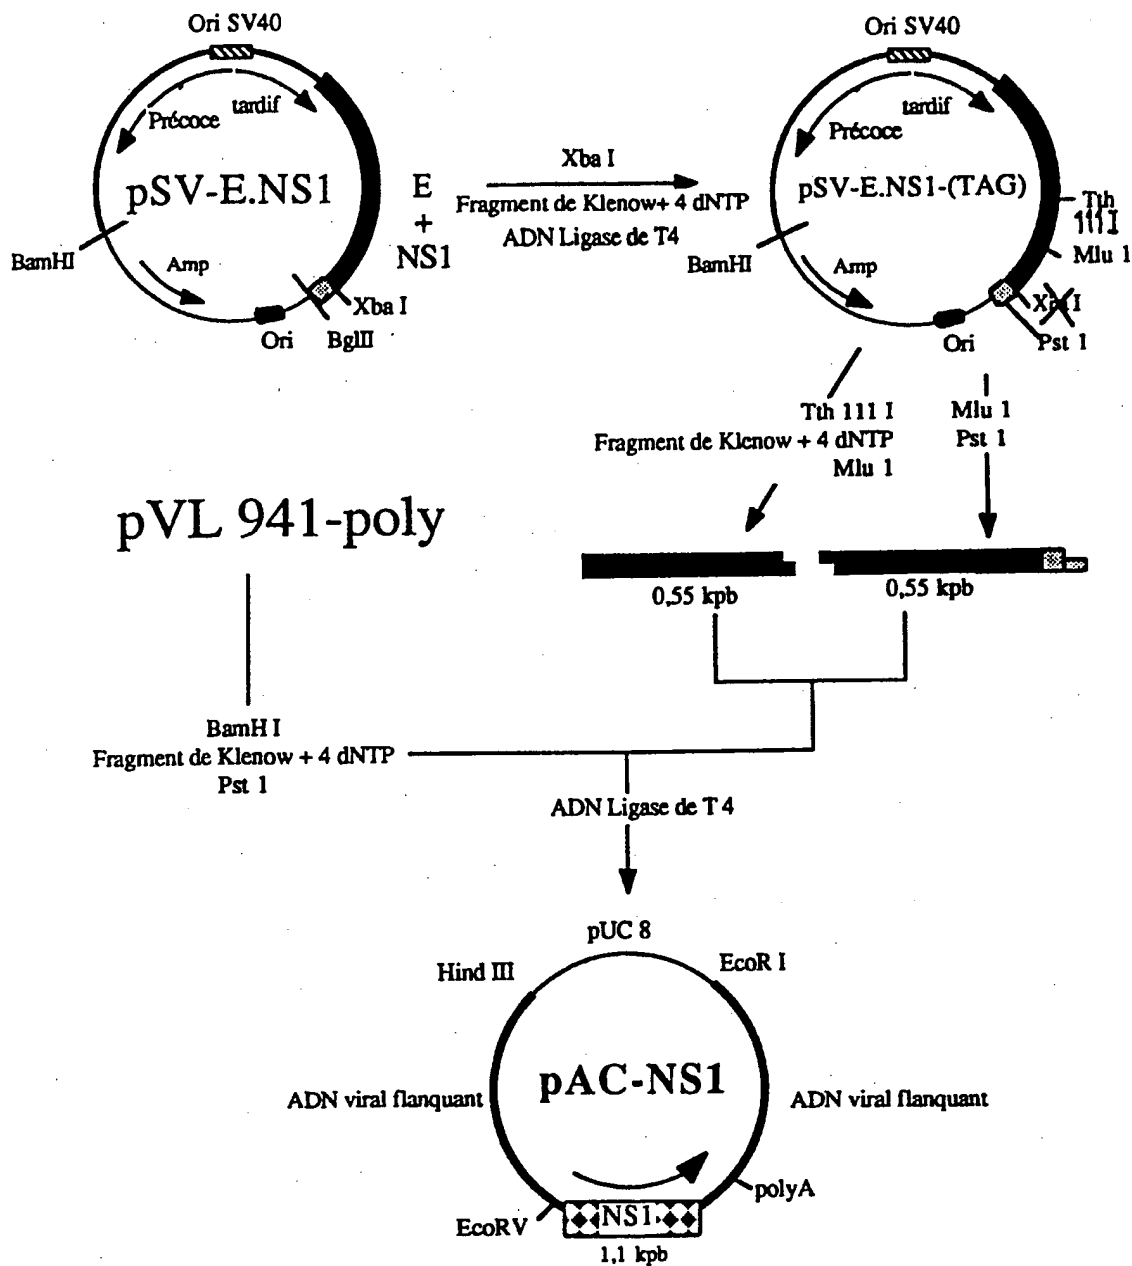 Ori SV40
Précoce
tardif
pSV-E.NS1
E
+
NS1
BamHI
Amp
Xba I
Ori
BglII
Xba I
Fragment de Klenow+ 4 dNTP
ADN Ligase de T4
Ori SV40
Précoce
tardif
pSV-E.NS1-(TAG)
Tth
111 I
Mlu 1
BamHI
Amp
Xba I
Ori
Pst 1
Tth 111 I
Fragment de Klenow + 4 dNTP
Mlu 1
Mlu 1
Pst 1
pVL 941-poly
0,55 kpb
0,55 kpb
BamH I
Fragment de Klenow + 4 dNTP
Pst 1
ADN Ligase de T 4
pUC 8
Hind III
EcoR I
pAC-NS1
ADN viral flanquant
ADN viral flanquant
polyA
EcoRV
NS1
1,1 kpb